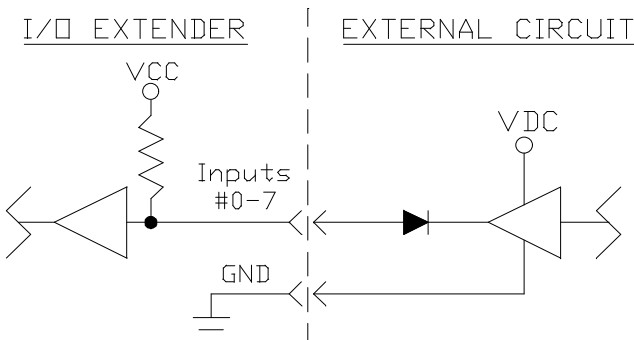 I/O EXTENDER
EXTERNAL CIRCUIT
VCC
VDC
Inputs
#0-7
GND